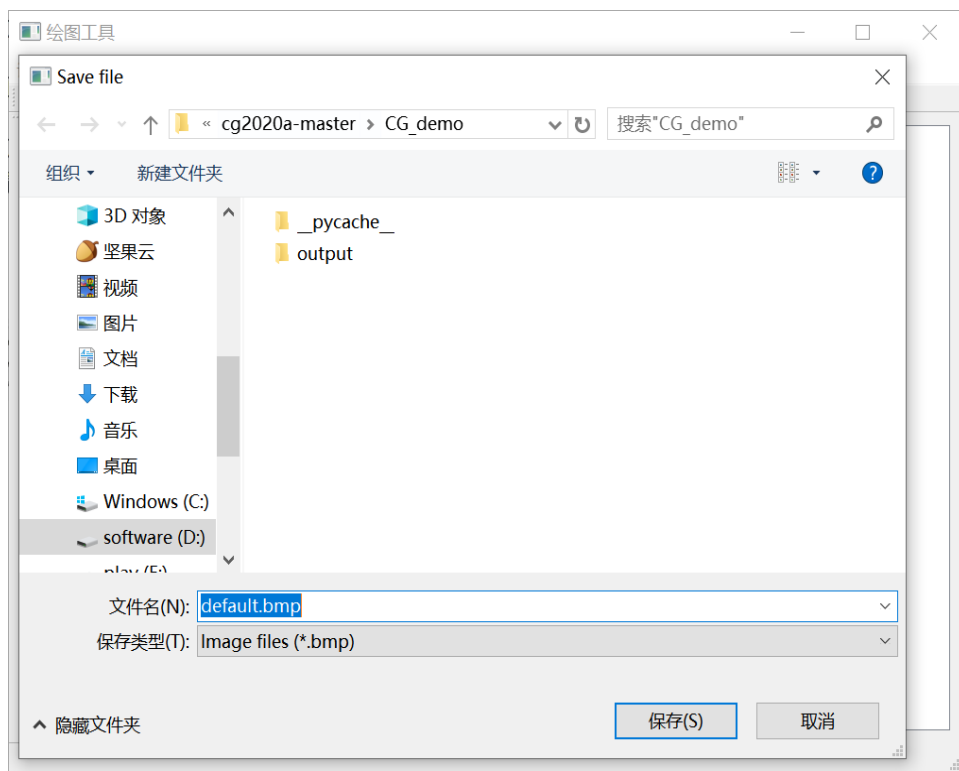 绘图工具
Save file
« cg2020a-master › CG_demo
搜索"CG_demo"
组织
新建文件夹
?
3D 对象
坚果云
视频
图片
文档
下载
音乐
桌面
Windows (C:)
software (D:)
play (E:)
__pycache__
output
文件名(N): default.bmp
保存类型(T): Image files (*.bmp)
隐藏文件夹
保存(S)
取消